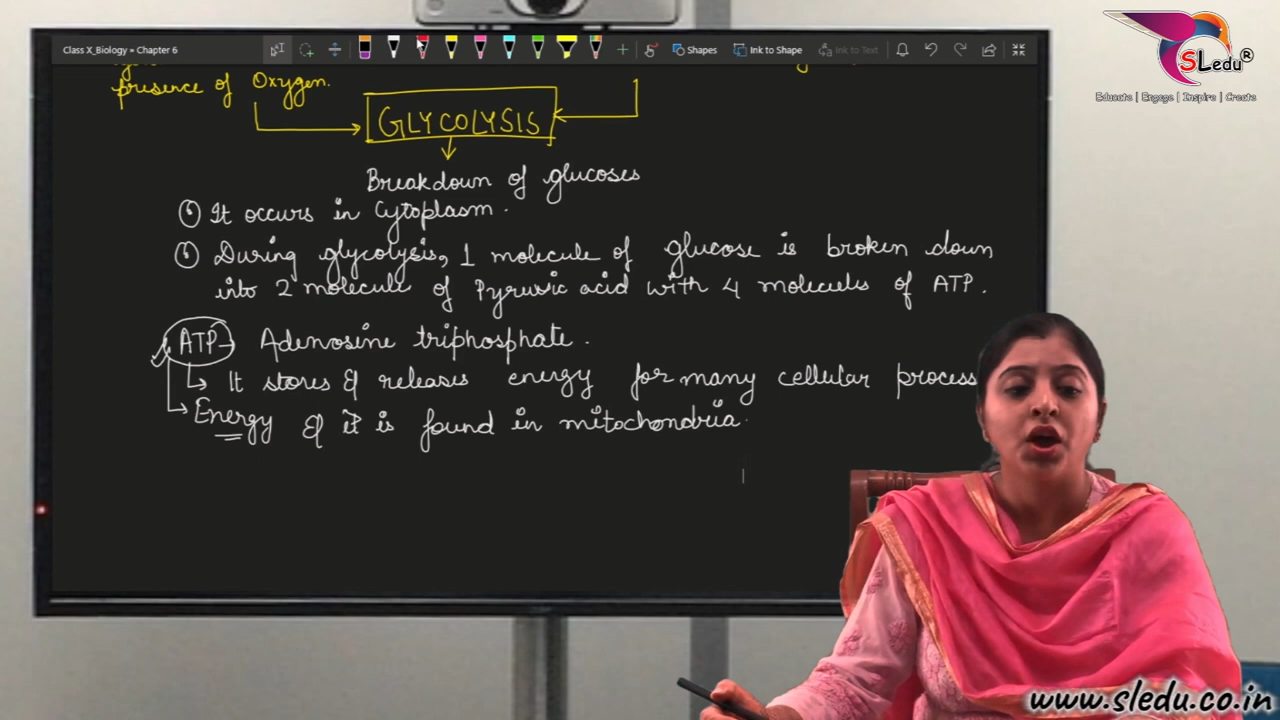 Class X_Biology » Chapter 6
Shapes
Ink to Shape
Ink to Text
SLedu®
Educate | Engage | Inspire | Create
presence of Oxygen.
GLYCOLYSIS
Breakdown of glucoses
It occurs in Cytoplasm.
During glycolysis, 1 molecule of glucose is broken down
into 2 molecule of Pyruvic acid with 4 molecules of ATP.
ATP- Adenosine triphosphate.
It stores & releases energy for many cellular process
Energy & it is found in mitochondria.
www.sledu.co.in